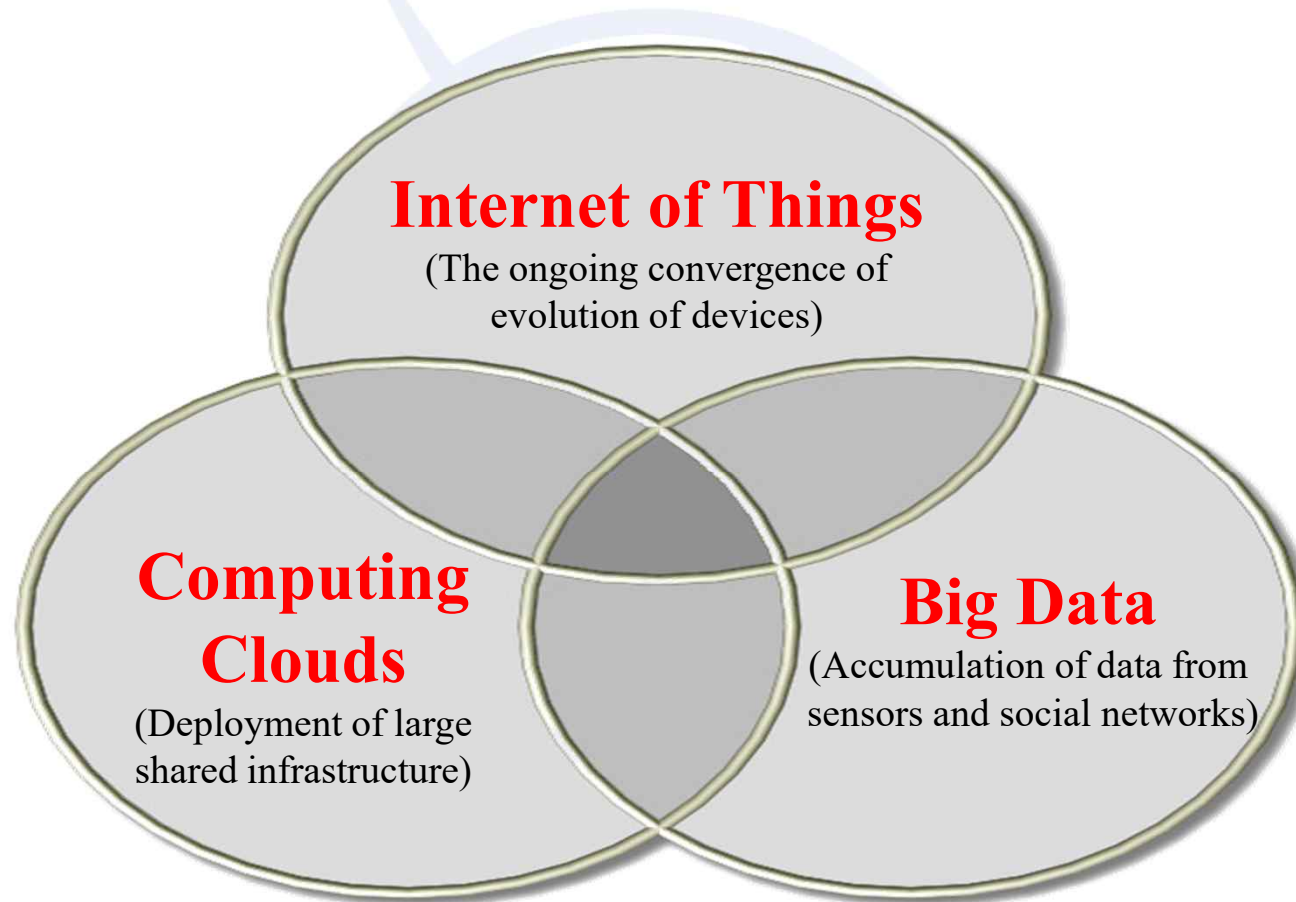 Internet of Things
(The ongoing convergence of
evolution of devices)
Computing
Clouds
(Deployment of large
shared infrastructure)
Big Data
(Accumulation of data from
sensors and social networks)